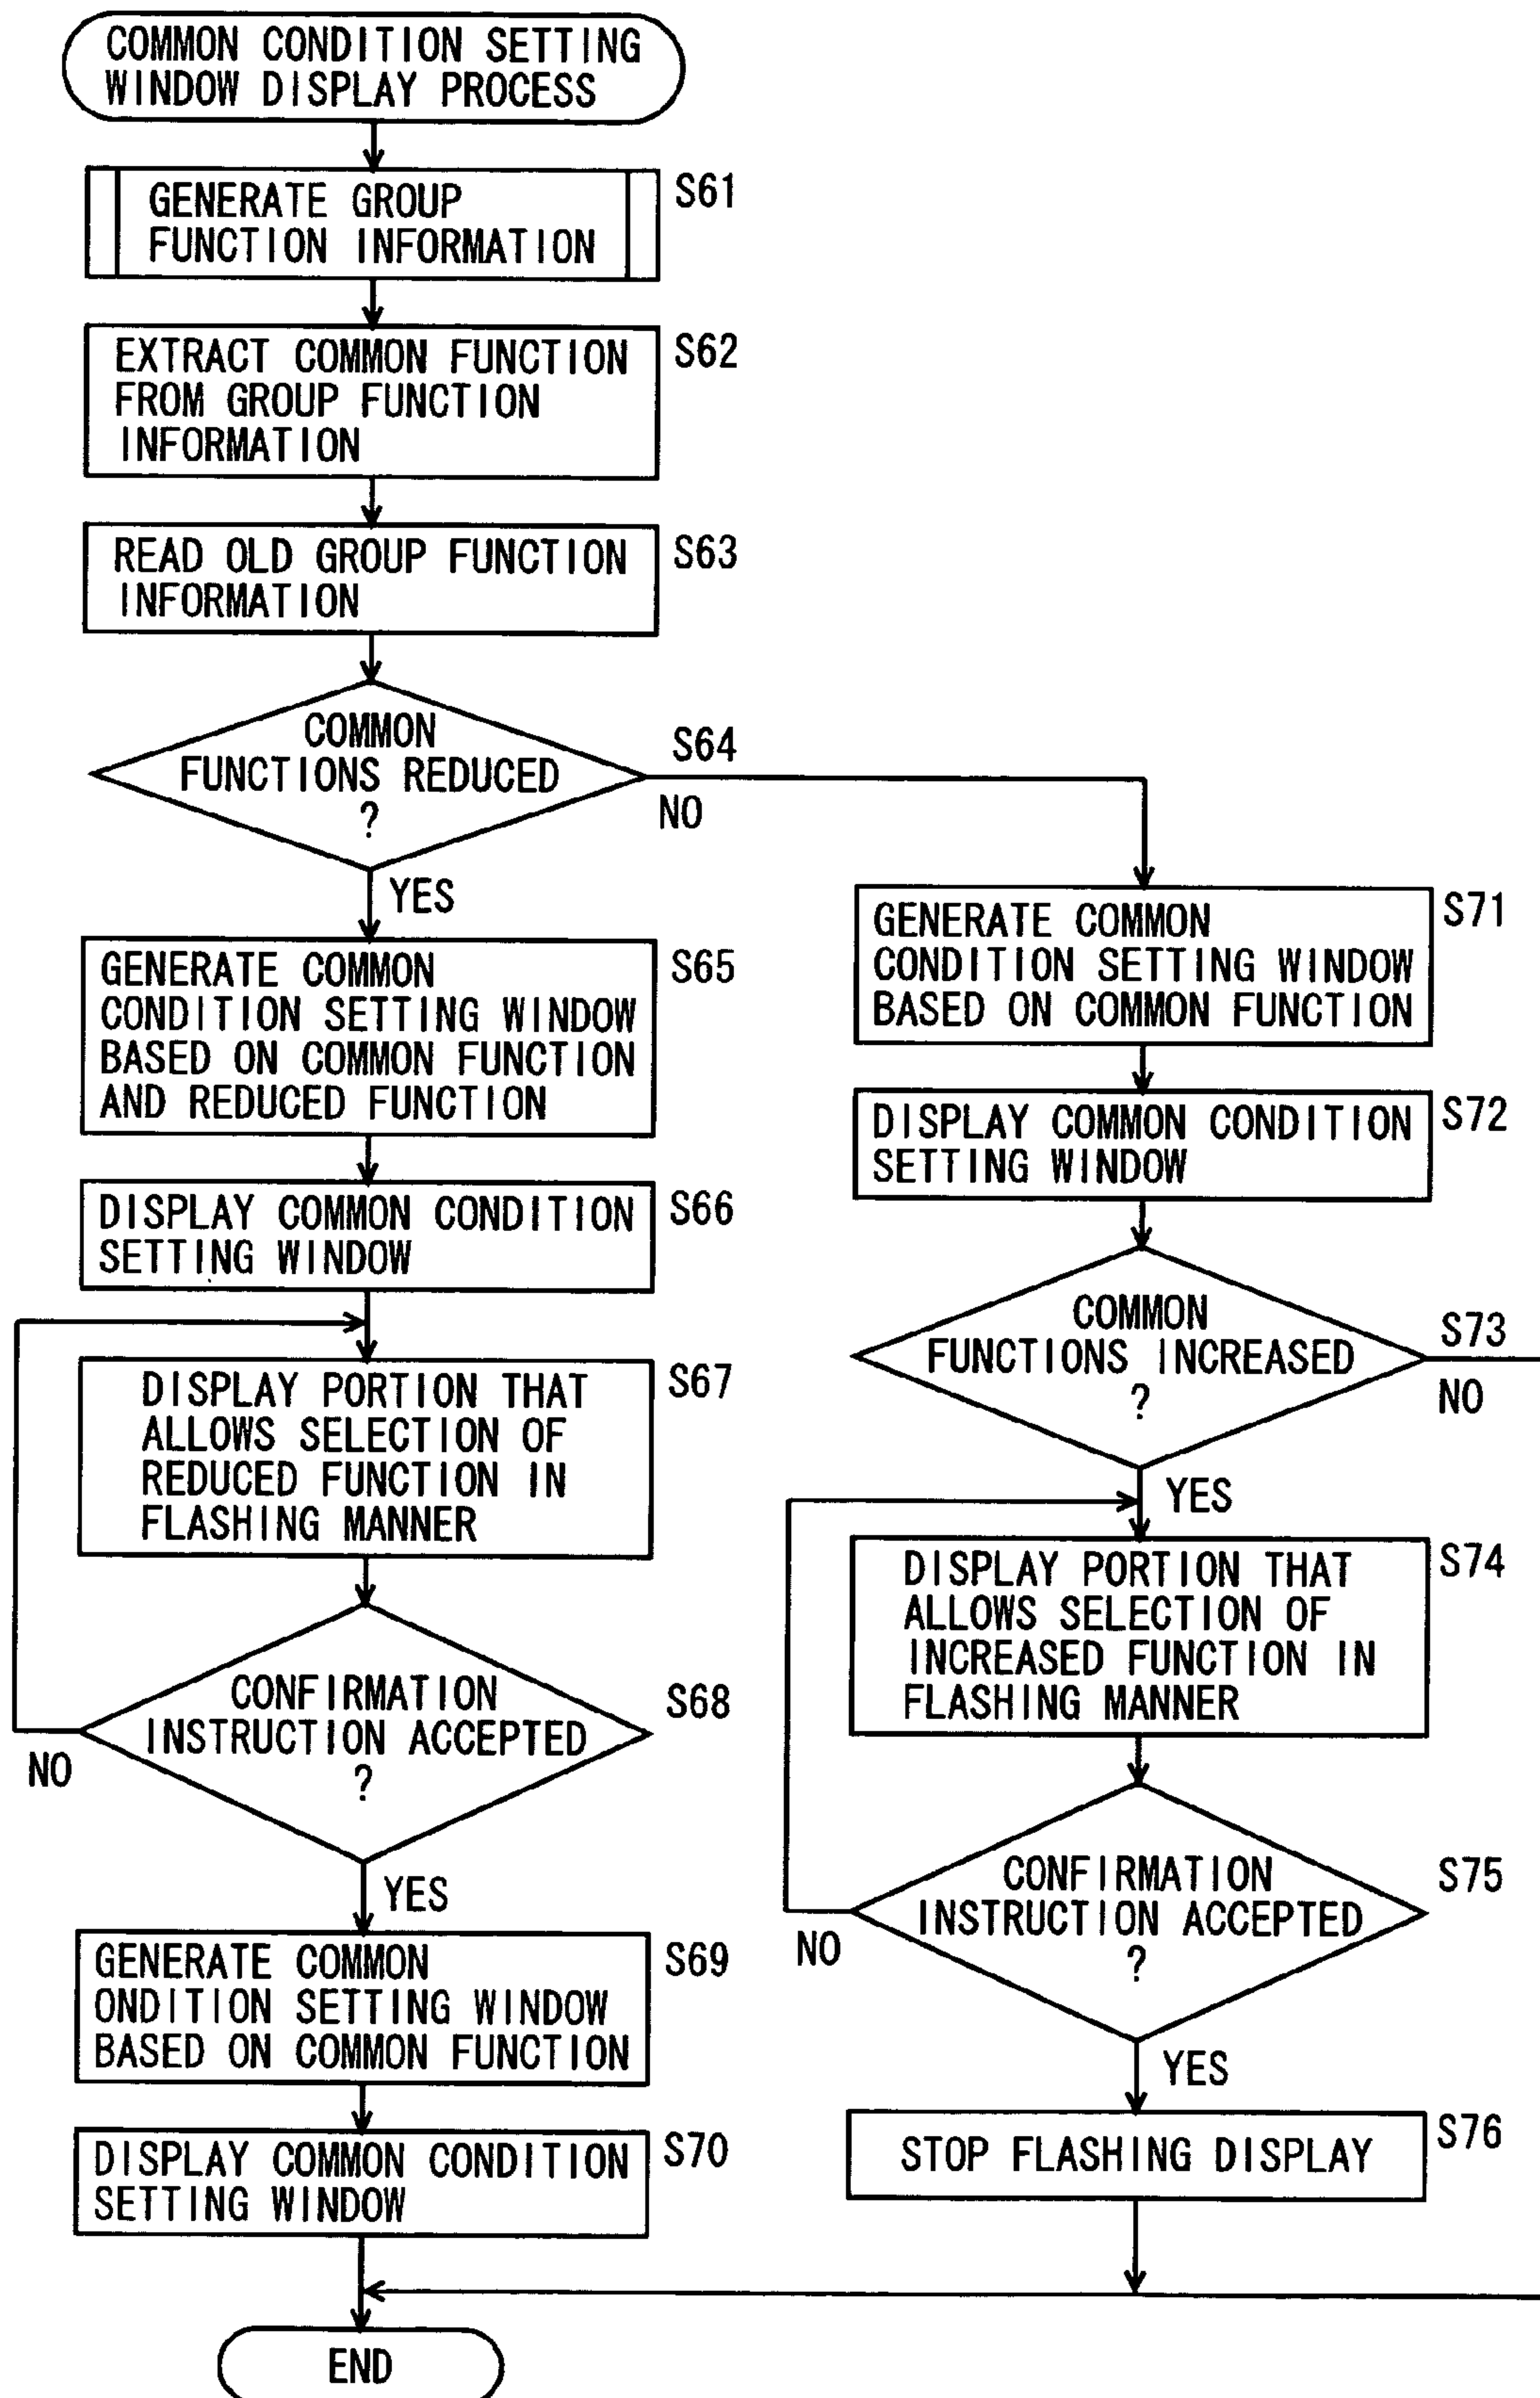 COMMON CONDITION SETTING
WINDOW DISPLAY PROCESS
GENERATE GROUP
FUNCTION INFORMATION
S61
EXTRACT COMMON FUNCTION
FROM GROUP FUNCTION
INFORMATION
S62
READ OLD GROUP FUNCTION
INFORMATION
S63
COMMON
FUNCTIONS REDUCED
?
S64
NO
YES
GENERATE COMMON
CONDITION SETTING WINDOW
BASED ON COMMON FUNCTION
AND REDUCED FUNCTION
S65
DISPLAY COMMON CONDITION
SETTING WINDOW
S66
DISPLAY PORTION THAT
ALLOWS SELECTION OF
REDUCED FUNCTION IN
FLASHING MANNER
S67
CONFIRMATION
INSTRUCTION ACCEPTED
?
S68
NO
YES
GENERATE COMMON
ONDITION SETTING WINDOW
BASED ON COMMON FUNCTION
S69
DISPLAY COMMON CONDITION
SETTING WINDOW
S70
GENERATE COMMON
CONDITION SETTING WINDOW
BASED ON COMMON FUNCTION
S71
DISPLAY COMMON CONDITION
SETTING WINDOW
S72
COMMON
FUNCTIONS INCREASED
?
S73
NO
YES
DISPLAY PORTION THAT
ALLOWS SELECTION OF
INCREASED FUNCTION IN
FLASHING MANNER
S74
CONFIRMATION
INSTRUCTION ACCEPTED
?
S75
NO
YES
STOP FLASHING DISPLAY
S76
END